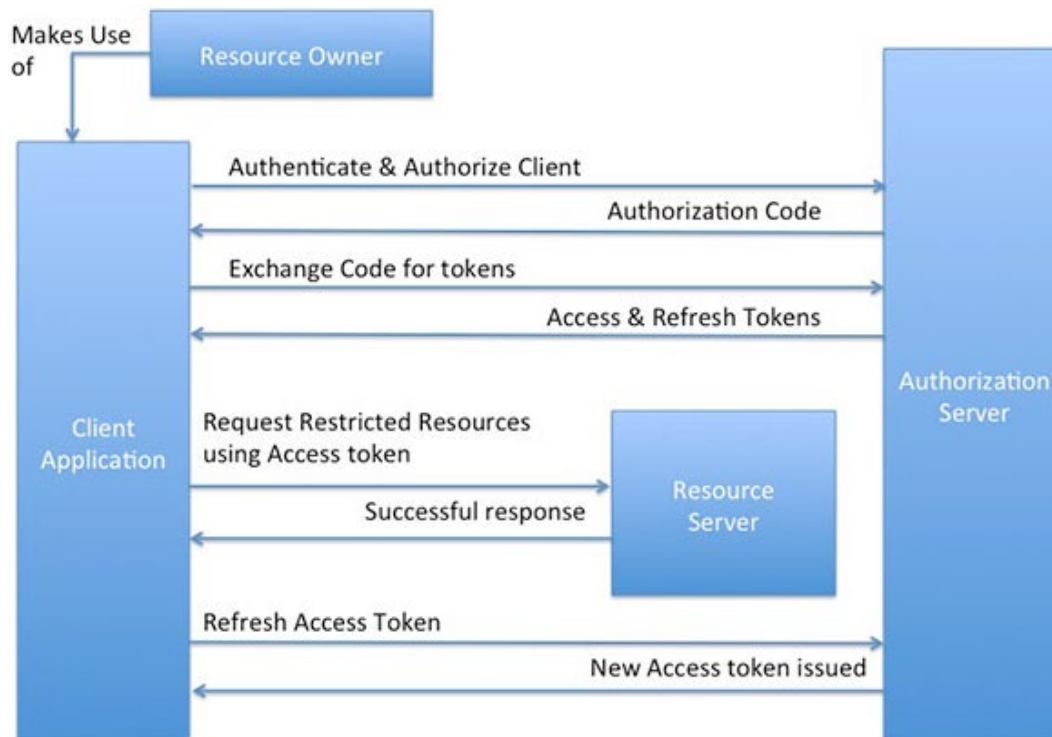 Makes Use
of
Resource Owner
Authenticate & Authorize Client
Authorization Code
Exchange Code for tokens
Access & Refresh Tokens
Authorization
Server
Client
Application
Request Restricted Resources
using Access token
Resource
Server
Successful response
Refresh Access Token
New Access token issued